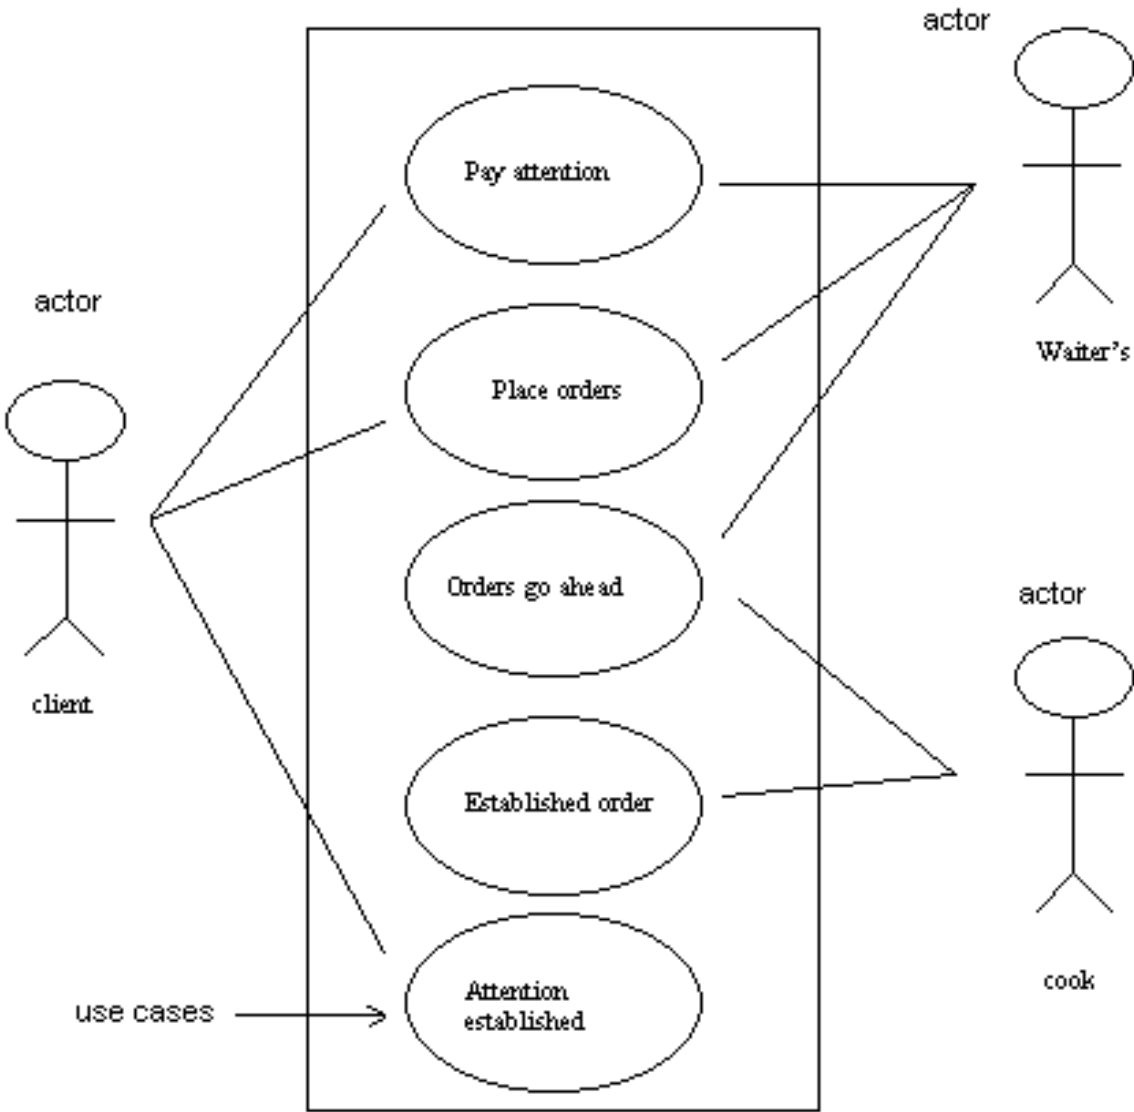 actor
Pay attention
actor
Waiter's
Place orders
Orders go ahead
actor
client
Established order
cook
Attention
established
use cases